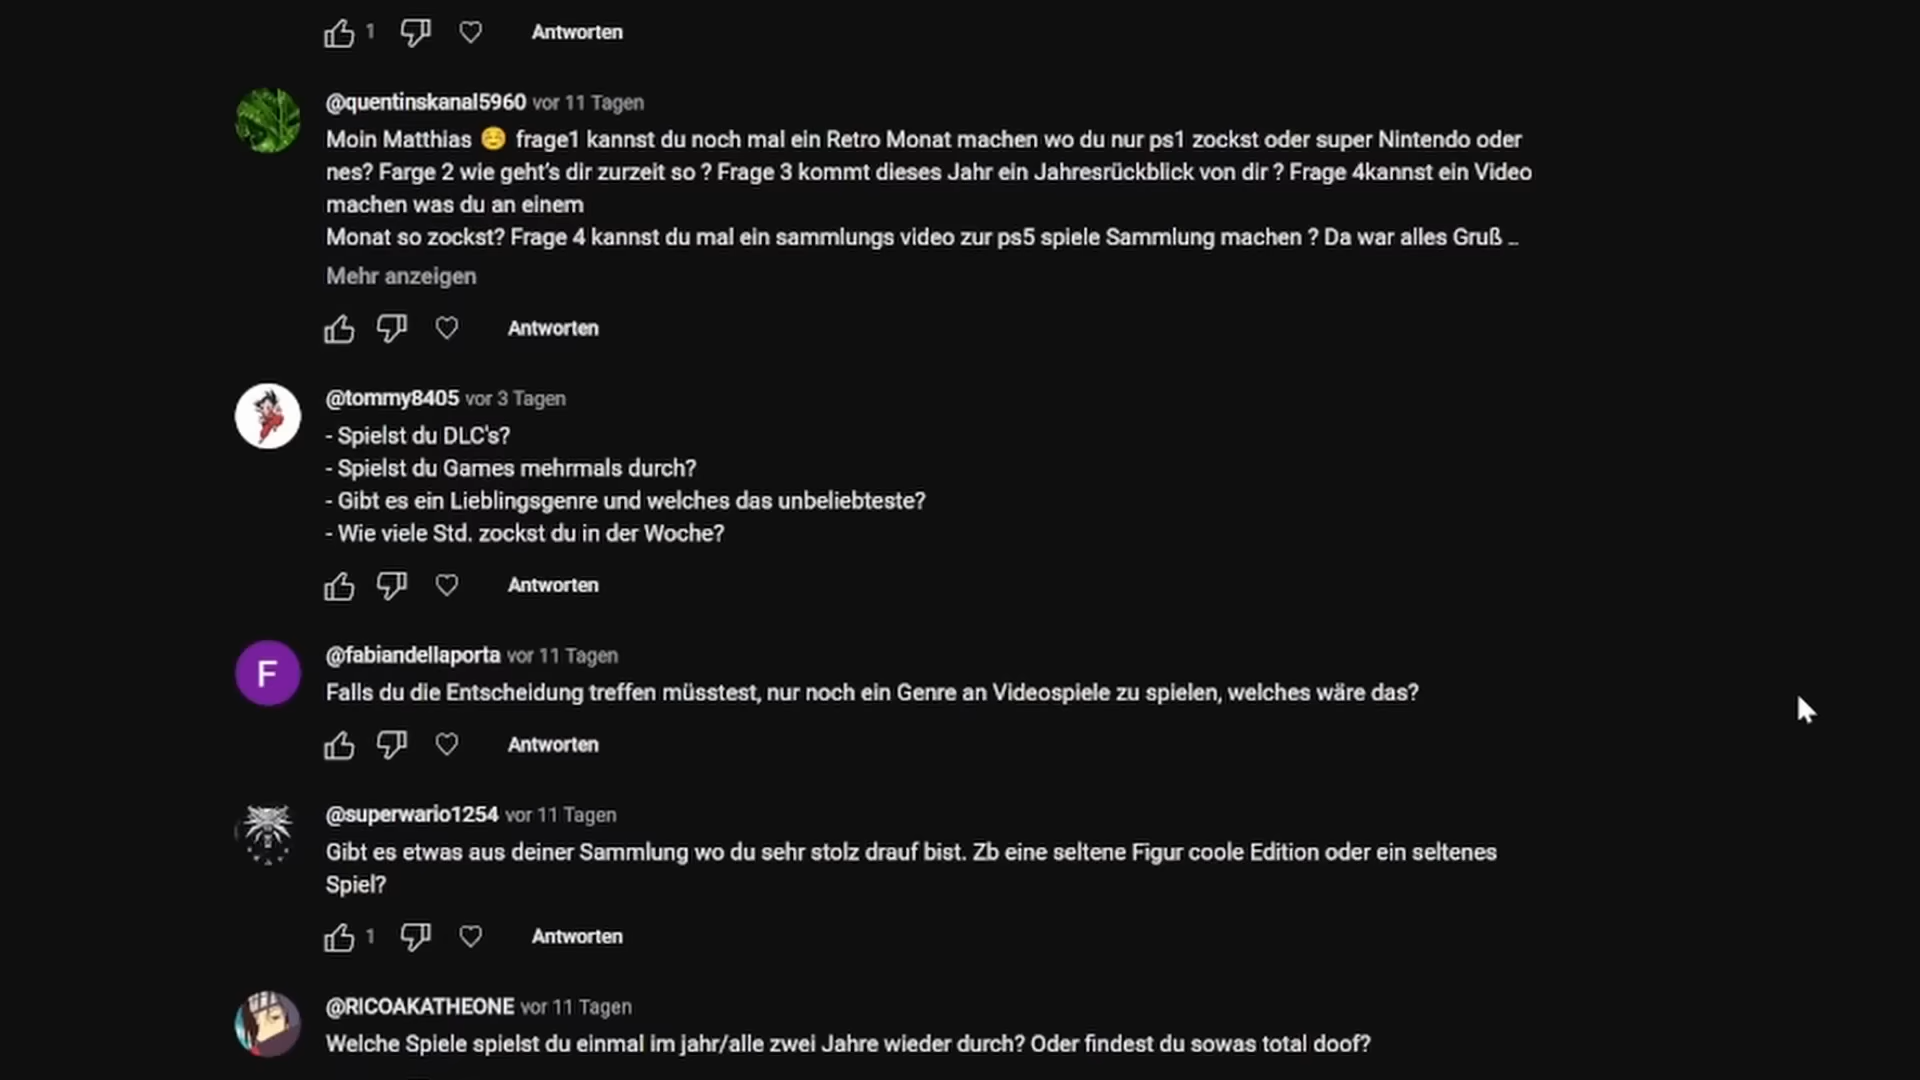 1 Antworten
@quentinskanal5960 vor 11 Tagen
Moin Matthias ☺️ frage1 kannst du noch mal ein Retro Monat machen wo du nur ps1 zockst oder super Nintendo oder
nes? Farge 2 wie geht’s dir zurzeit so ? Frage 3 kommt dieses Jahr ein Jahresrückblick von dir ? Frage 4kannst ein Video
machen was du an einem
Monat so zockst? Frage 4 kannst du mal ein sammlungs video zur ps5 spiele Sammlung machen ? Da war alles Gruß ...
Mehr anzeigen
Antworten
@tommy8405 vor 3 Tagen
- Spielst du DLC's?
- Spielst du Games mehrmals durch?
- Gibt es ein Lieblingsgenre und welches das unbeliebteste?
- Wie viele Std. zockst du in der Woche?
Antworten
F
@fabiandellaporta vor 11 Tagen
Falls du die Entscheidung treffen müsstest, nur noch ein Genre an Videospiele zu spielen, welches wäre das?
Antworten
@superwario1254 vor 11 Tagen
Gibt es etwas aus deiner Sammlung wo du sehr stolz drauf bist. Zb eine seltene Figur coole Edition oder ein seltenes
Spiel?
1 Antworten
@RICOAKATHEONE vor 11 Tagen
Welche Spiele spielst du einmal im jahr/alle zwei Jahre wieder durch? Oder findest du sowas total doof?